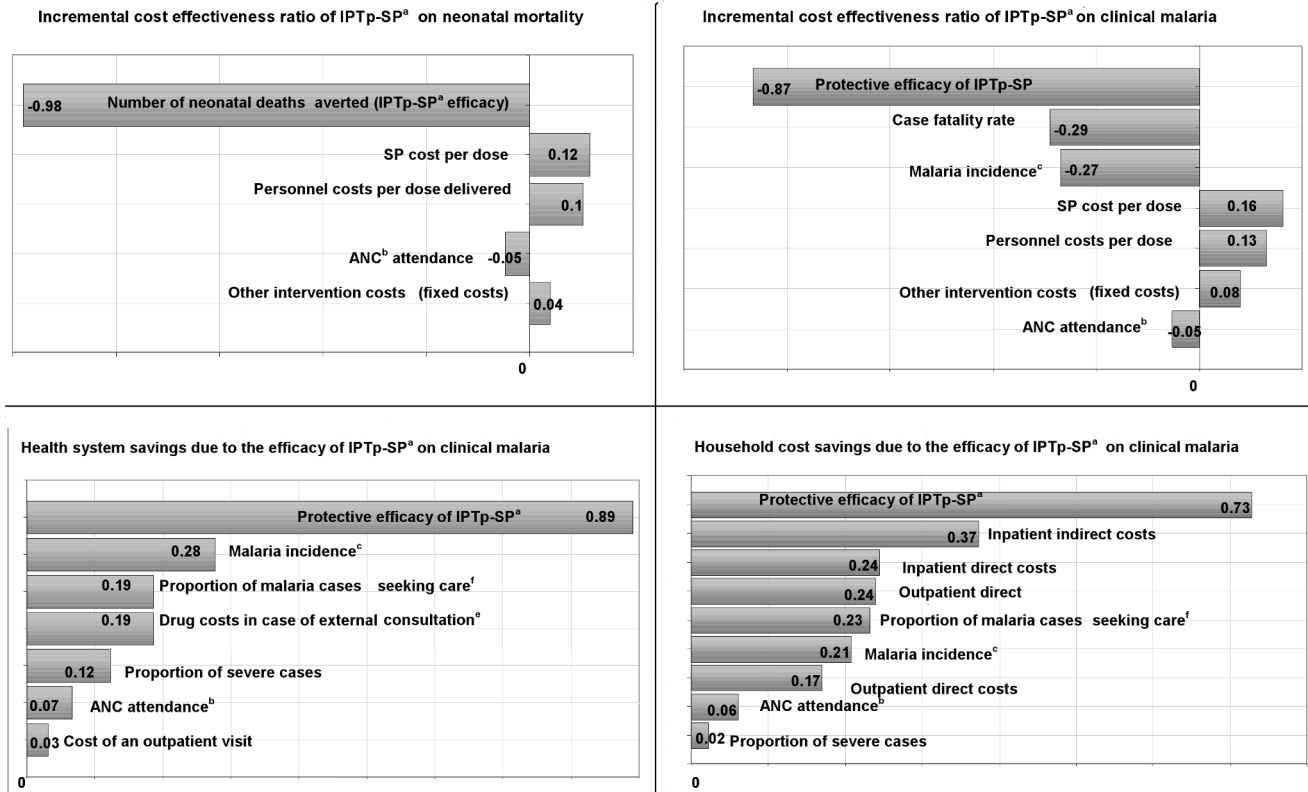 Incremental cost effectiveness ratio of IPTp-SPª on neonatal mortality
-0.98 Number of neonatal deaths averted (IPTp-SPª efficacy)
SP cost per dose 0.12
Personnel costs per dose delivered 0.1
ANCᵇ attendance -0.05
Other intervention costs (fixed costs) 0.04
0
Incremental cost effectiveness ratio of IPTp-SPª on clinical malaria
-0.87 Protective efficacy of IPTp-SP
Case fatality rate -0.29
Malaria incidenceᶜ -0.27
SP cost per dose 0.16
Personnel costs per dose 0.13
Other intervention costs (fixed costs) 0.08
ANC attendanceᵇ -0.05
0
Health system savings due to the efficacy of IPTp-SPª on clinical malaria
Protective efficacy of IPTp-SPª 0.89
0.28 Malaria incidenceᶜ
0.19 Proportion of malaria cases seeking careᶠ
0.19 Drug costs in case of external consultationᵉ
0.12 Proportion of severe cases
0.07 ANC attendanceᵇ
0.03 Cost of an outpatient visit
0
Household cost savings due to the efficacy of IPTp-SPª on clinical malaria
Protective efficacy of IPTp-SPª 0.73
0.37 Inpatient indirect costs
0.24 Inpatient direct costs
0.24 Outpatient direct
0.23 Proportion of malaria cases seeking careᶠ
0.21 Malaria incidenceᶜ
0.17 Outpatient direct costs
0.06 ANC attendanceᵇ
0.02 Proportion of severe cases
0